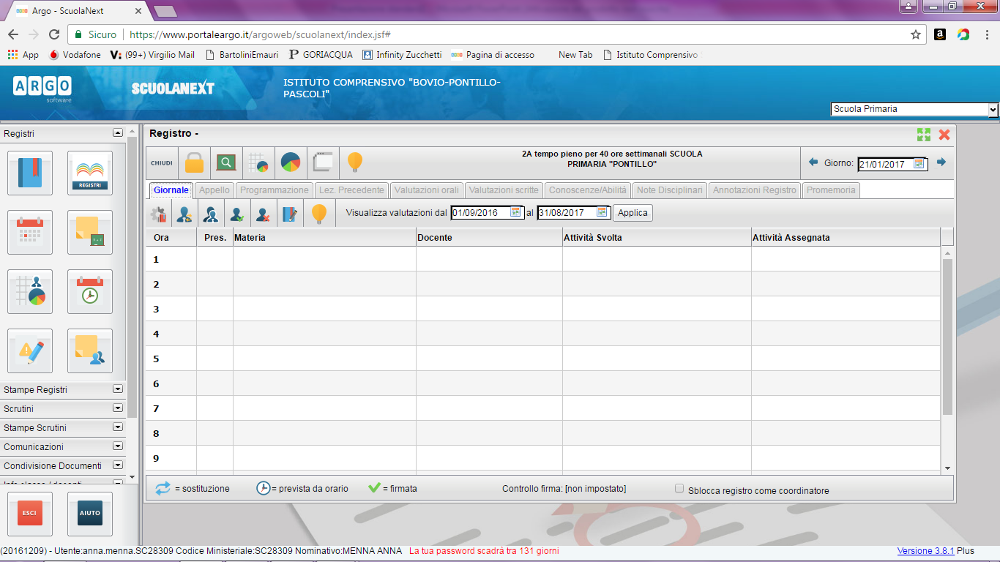 Argo - ScuolaNext
Sicuro https://www.portaleargo.it/argoweb/scuolanext/index.jsf#
App Vodafone (99+) Virgilio Mail BartoliniEmauri GORIACQUA Infinity Zucchetti Pagina di accesso New Tab Istituto Comprensivo
ARGO software
SCUOLANEXT
ISTITUTO COMPRENSIVO "BOVIO-PONTILLO-
PASCOLI"
Scuola Primaria
Registri
REGISTRI
Stampe Registri
Scrutini
Stampe Scrutini
Comunicazioni
Condivisione Documenti
ESCI
AIUTO
Registro -
CHIUDI
2A tempo pieno per 40 ore settimanali SCUOLA
PRIMARIA "PONTILLO"
Giorno: 21/01/2017
Giornale Appello Programmazione Lez. Precedente Valutazioni orali Valutazioni scritte Conoscenze/Abilità Note Disciplinari Annotazioni Registro Promemoria
Visualizza valutazioni dal 01/09/2016 al 31/08/2017 Applica
Ora Pres. Materia Docente Attività Svolta Attività Assegnata
1
2
3
4
5
6
7
8
9
= sostituzione = prevista da orario = firmata Controllo firma: [non impostato] Sblocca registro come coordinatore
(20161209) - Utente:anna.menna.SC28309 Codice Ministeriale:SC28309 Nominativo:MENNA ANNA La tua password scadrà tra 131 giorni Versione 3.8.1 Plus